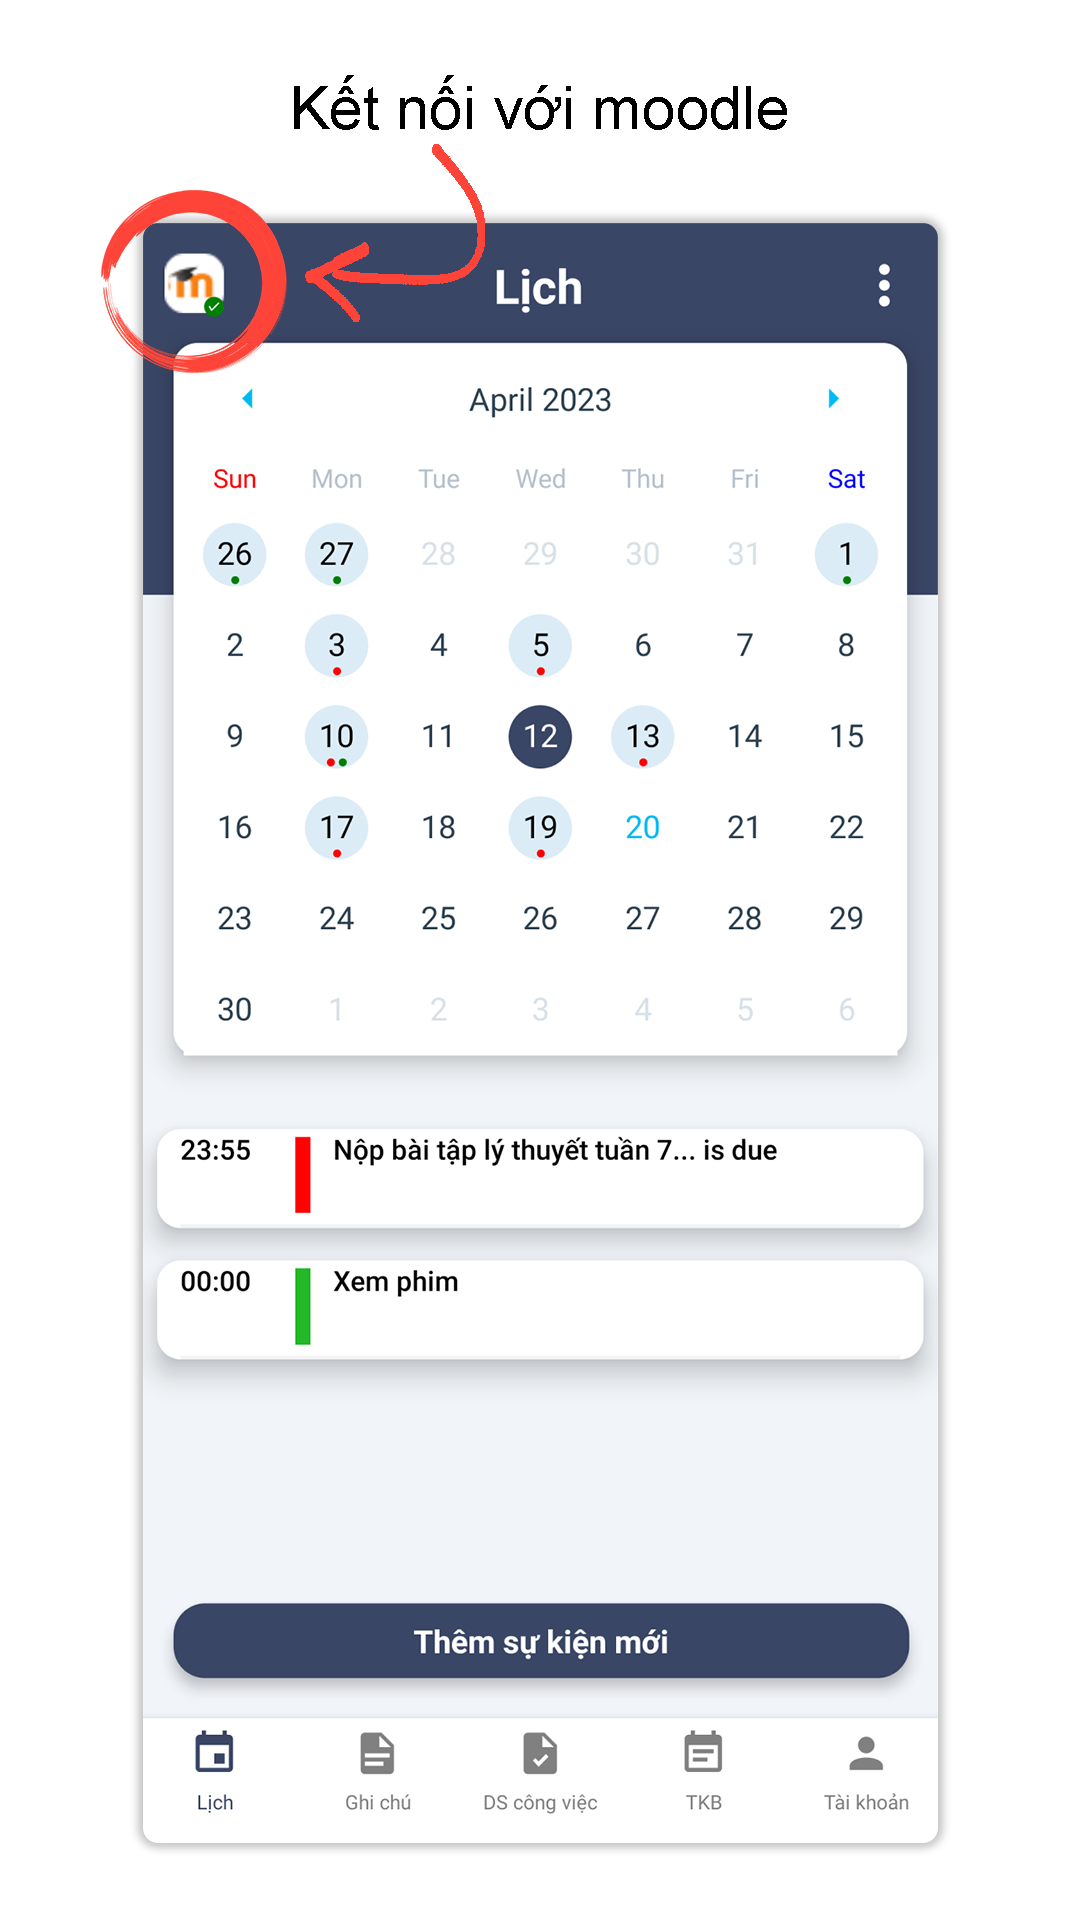 Kết nối với moodle
m
Lịch
April 2023
Sun Mon Tue Wed Thu Fri Sat
26 27 28 29 30 31 1
2 3 4 5 6 7 8
9 10 11 12 13 14 15
16 17 18 19 20 21 22
23 24 25 26 27 28 29
30 1 2 3 4 5 6
23:55 Nộp bài tập lý thuyết tuần 7... is due
00:00 Xem phim
Thêm sự kiện mới
Lịch Ghi chú DS công việc TKB Tài khoản